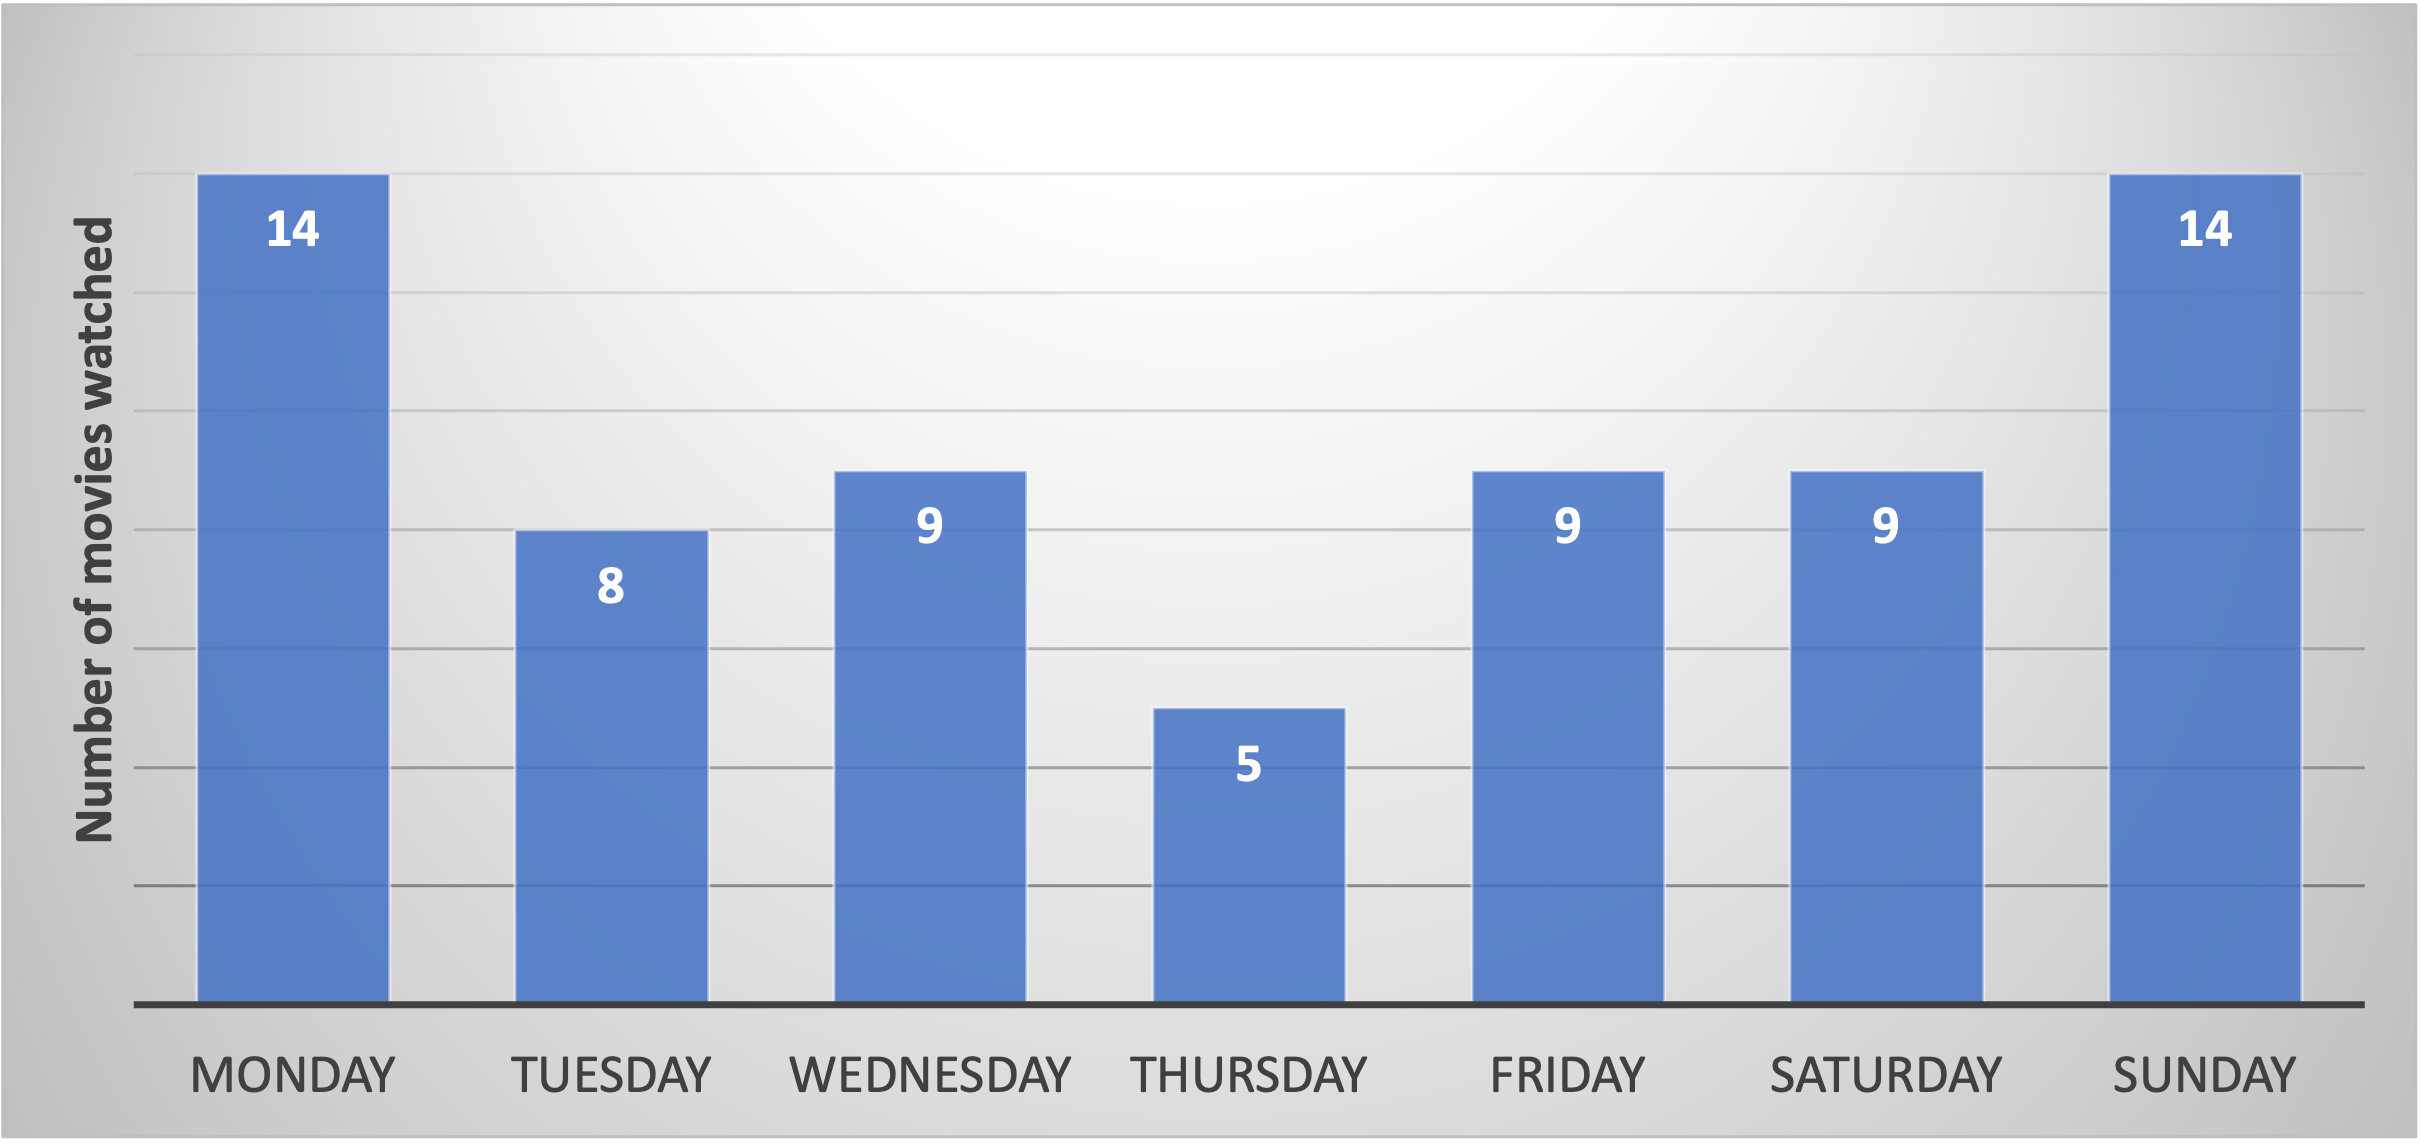 Number of movies watched
14
8
9
5
9
9
14
MONDAY
TUESDAY
WEDNESDAY
THURSDAY
FRIDAY
SATURDAY
SUNDAY